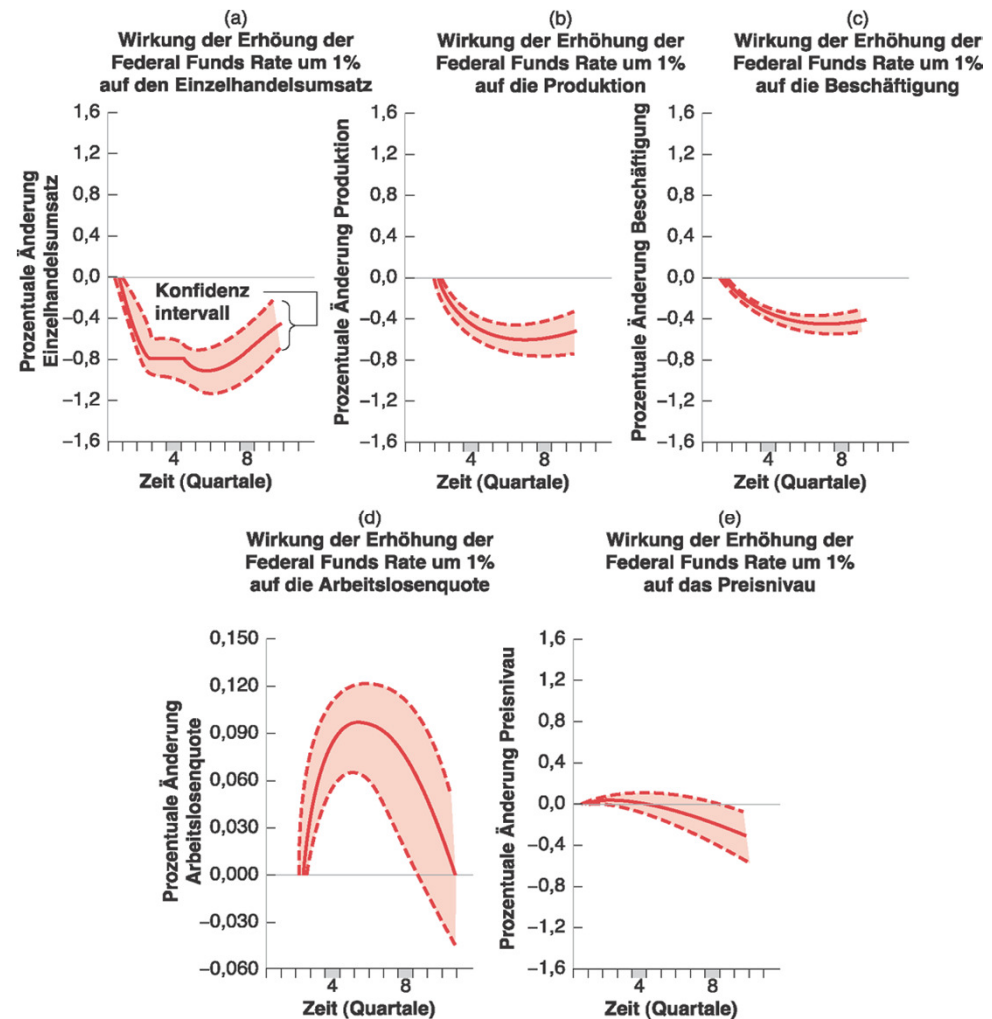 (a)
Wirkung der Erhöung der
Federal Funds Rate um 1%
auf den Einzelhandelsumsatz
Prozentuale Änderung
Einzelhandelsumsatz
1,6
1,2
0,8
0,4
0,0
−0,4
−0,8
−1,2
−1,6
Konfidenz
intervall
4
8
Zeit (Quartale)
(b)
Wirkung der Erhöhung der
Federal Funds Rate um 1%
auf die Produktion
Prozentuale Änderung Produktion
1,6
1,2
0,8
0,4
0,0
−0,4
−0,8
−1,2
−1,6
4
8
Zeit (Quartale)
(c)
Wirkung der Erhöhung der
Federal Funds Rate um 1%
auf die Beschäftigung
Prozentuale Änderung Beschäftigung
1,6
1,2
0,8
0,4
0,0
−0,4
−0,8
−1,2
−1,6
4
8
Zeit (Quartale)
(d)
Wirkung der Erhöhung der
Federal Funds Rate um 1%
auf die Arbeitslosenquote
Prozentuale Änderung
Arbeitslosenquote
0,150
0,120
0,090
0,060
0,030
0,000
−0,030
−0,060
4
8
Zeit (Quartale)
(e)
Wirkung der Erhöhung der
Federal Funds Rate um 1%
auf das Preisnivau
Prozentuale Änderung Preisnivau
1,6
1,2
0,8
0,4
0,0
−0,4
−0,8
−1,2
−1,6
4
8
Zeit (Quartale)